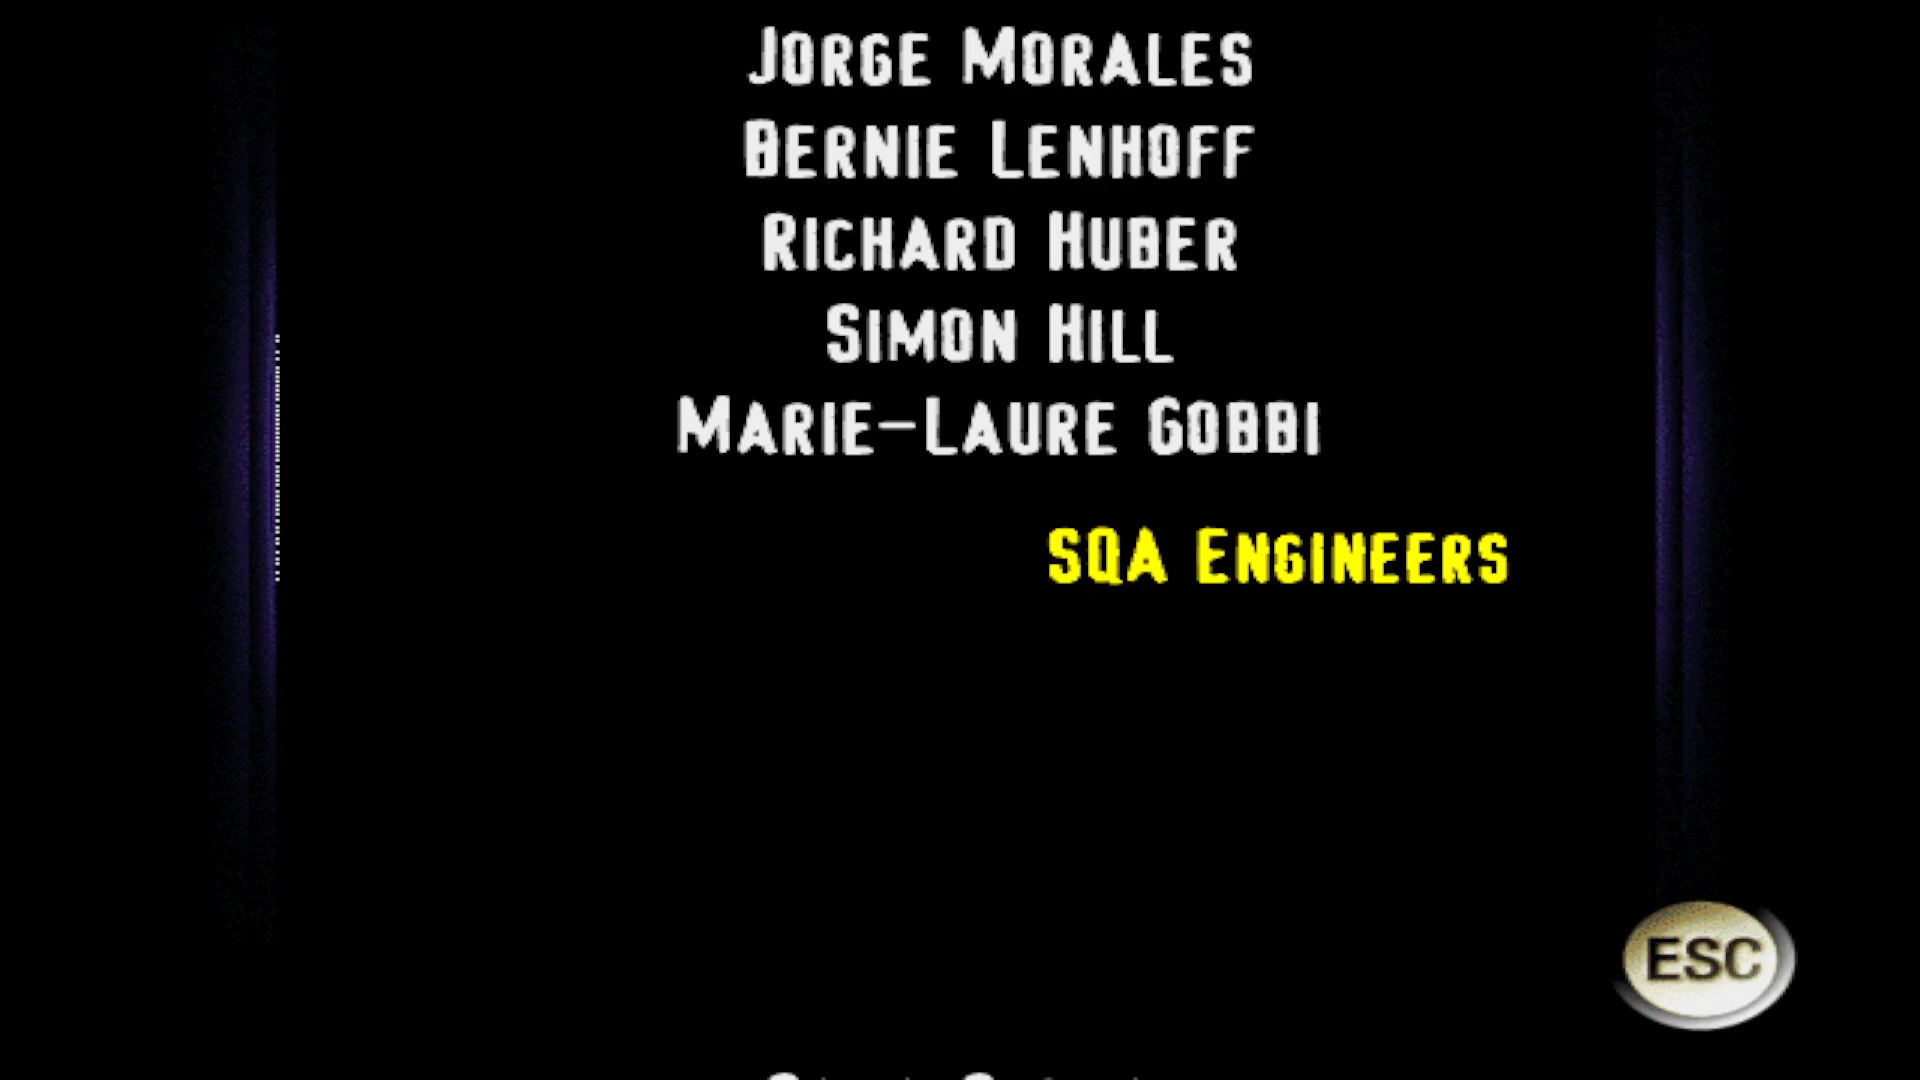 Jorge Morales
Bernie Lenhoff
Richard Huber
Simon Hill
Marie-Laure Gobbi
SQA Engineers
ESC